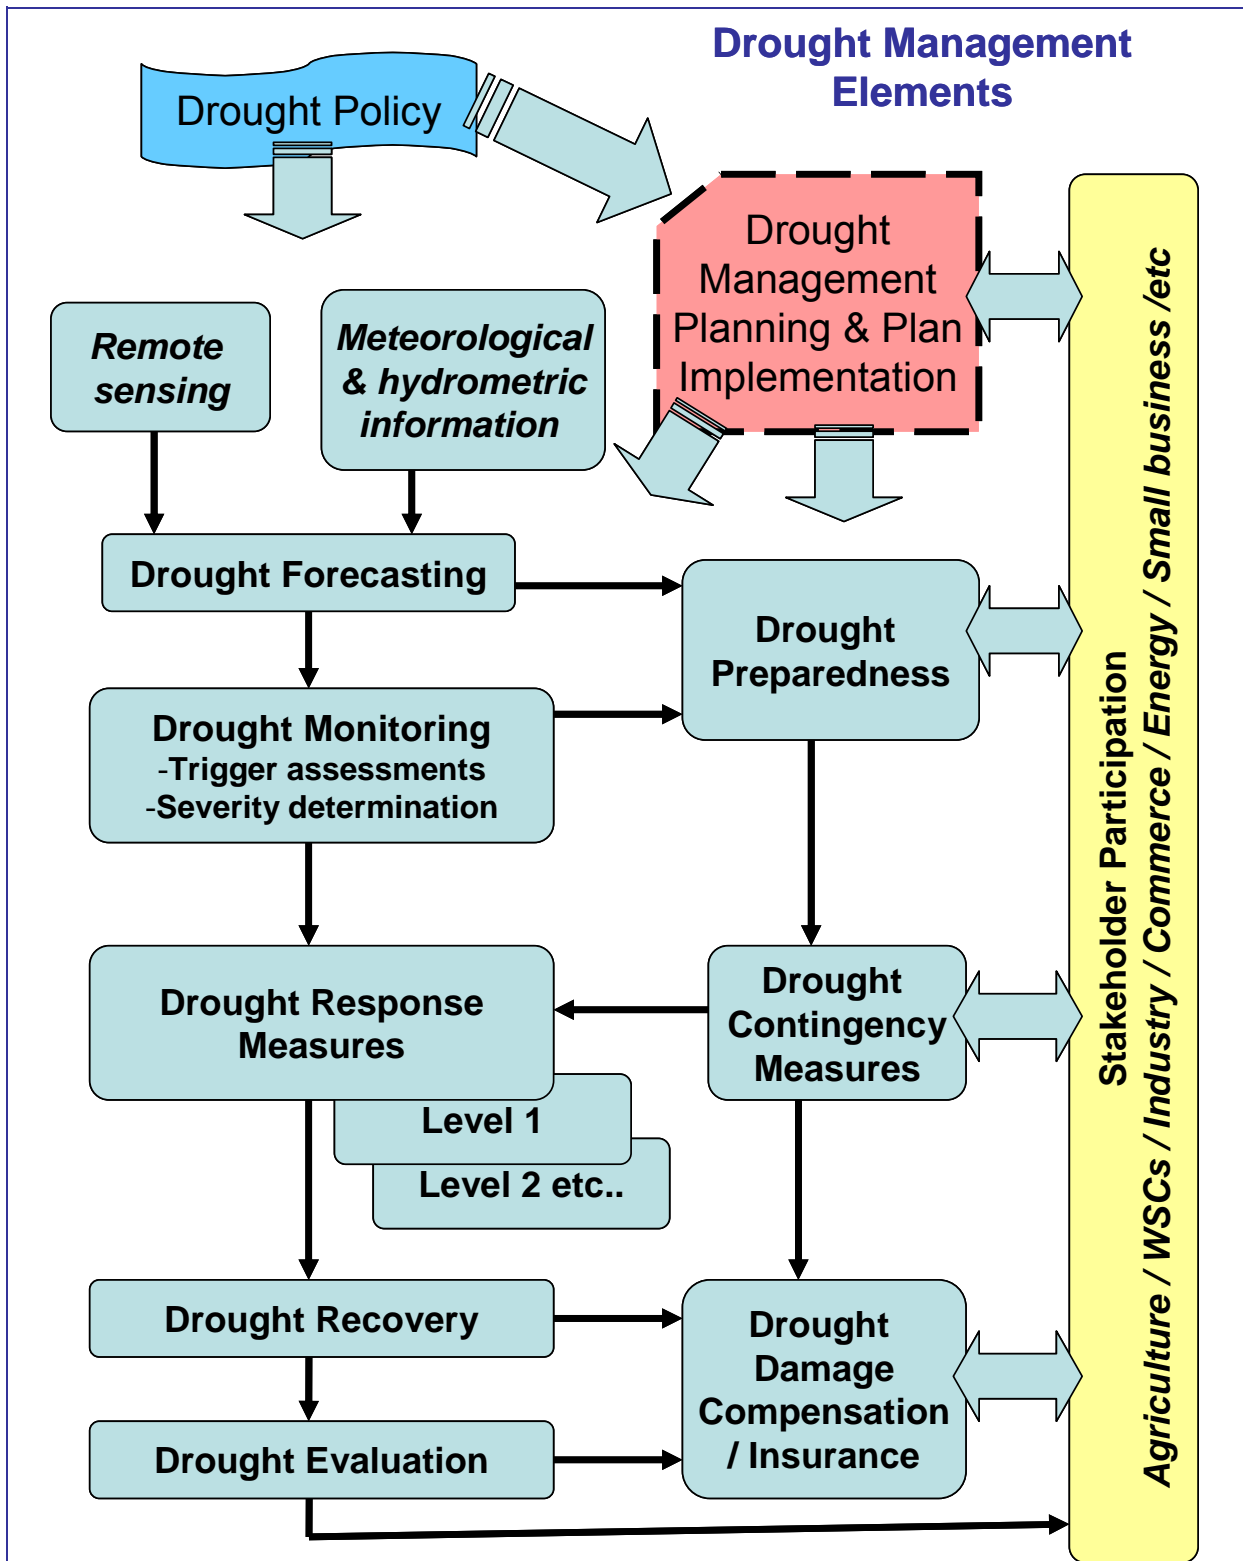 Drought Management
Elements
Drought Policy
Drought
Management
Planning & Plan
Implementation
Remote
sensing
Meteorological
& hydrometric
information
Drought Forecasting
Drought
Preparedness
Drought Monitoring
-Trigger assessments
-Severity determination
Drought Response
Measures
Level 1
Level 2 etc..
Drought
Contingency
Measures
Drought Recovery
Drought
Damage
Compensation
/ Insurance
Drought Evaluation
Stakeholder Participation
Agriculture / WSCs / Industry / Commerce / Energy / Small business /etc